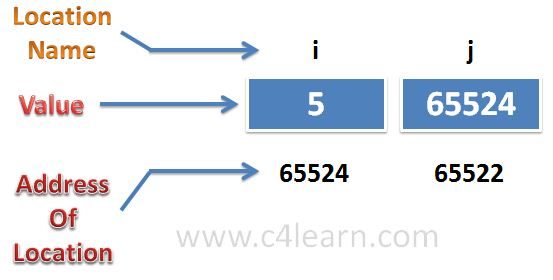 Location
Name
i
j
Value
5
65524
Address
Of
Location
65524
65522
www.c4learn.com